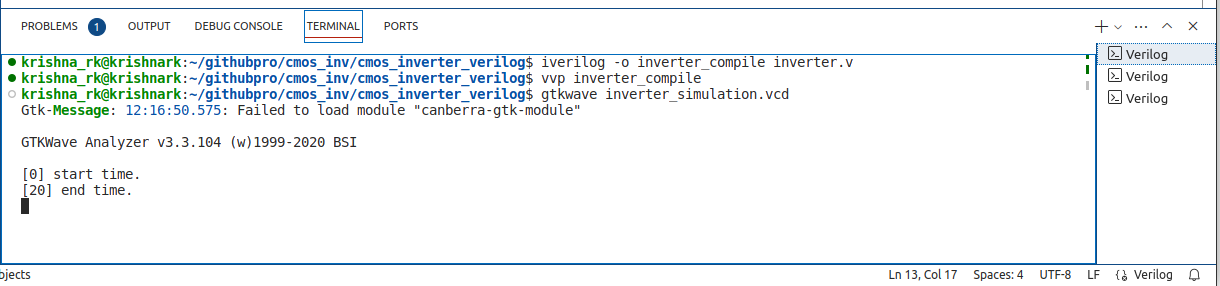 PROBLEMS 1 OUTPUT DEBUG CONSOLE TERMINAL PORTS
Verilog
krishna_rk@krishnark:~/githubpro/cmos_inv/cmos_inverter_verilog$ iverilog -o inverter_compile inverter.v
krishna_rk@krishnark:~/githubpro/cmos_inv/cmos_inverter_verilog$ vvp inverter_compile
Verilog
krishna_rk@krishnark:~/githubpro/cmos_inv/cmos_inverter_verilog$ gtkwave inverter_simulation.vcd
Verilog
Gtk-Message: 12:16:50.575: Failed to load module "canberra-gtk-module"
GTKWave Analyzer v3.3.104 (w)1999-2020 BSI
[0] start time.
[20] end time.
bjects Ln 13, Col 17 Spaces: 4 UTF-8 LF Verilog